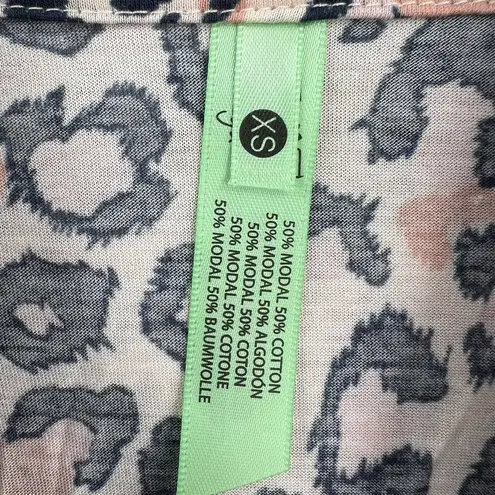 XS
50% MODAL 50% COTTON
50% MODAL 50% ALGODÓN
50% MODAL 50% COTON
50% MODAL 50% COTONE
50% MODAL 50% BAUMWOLLE